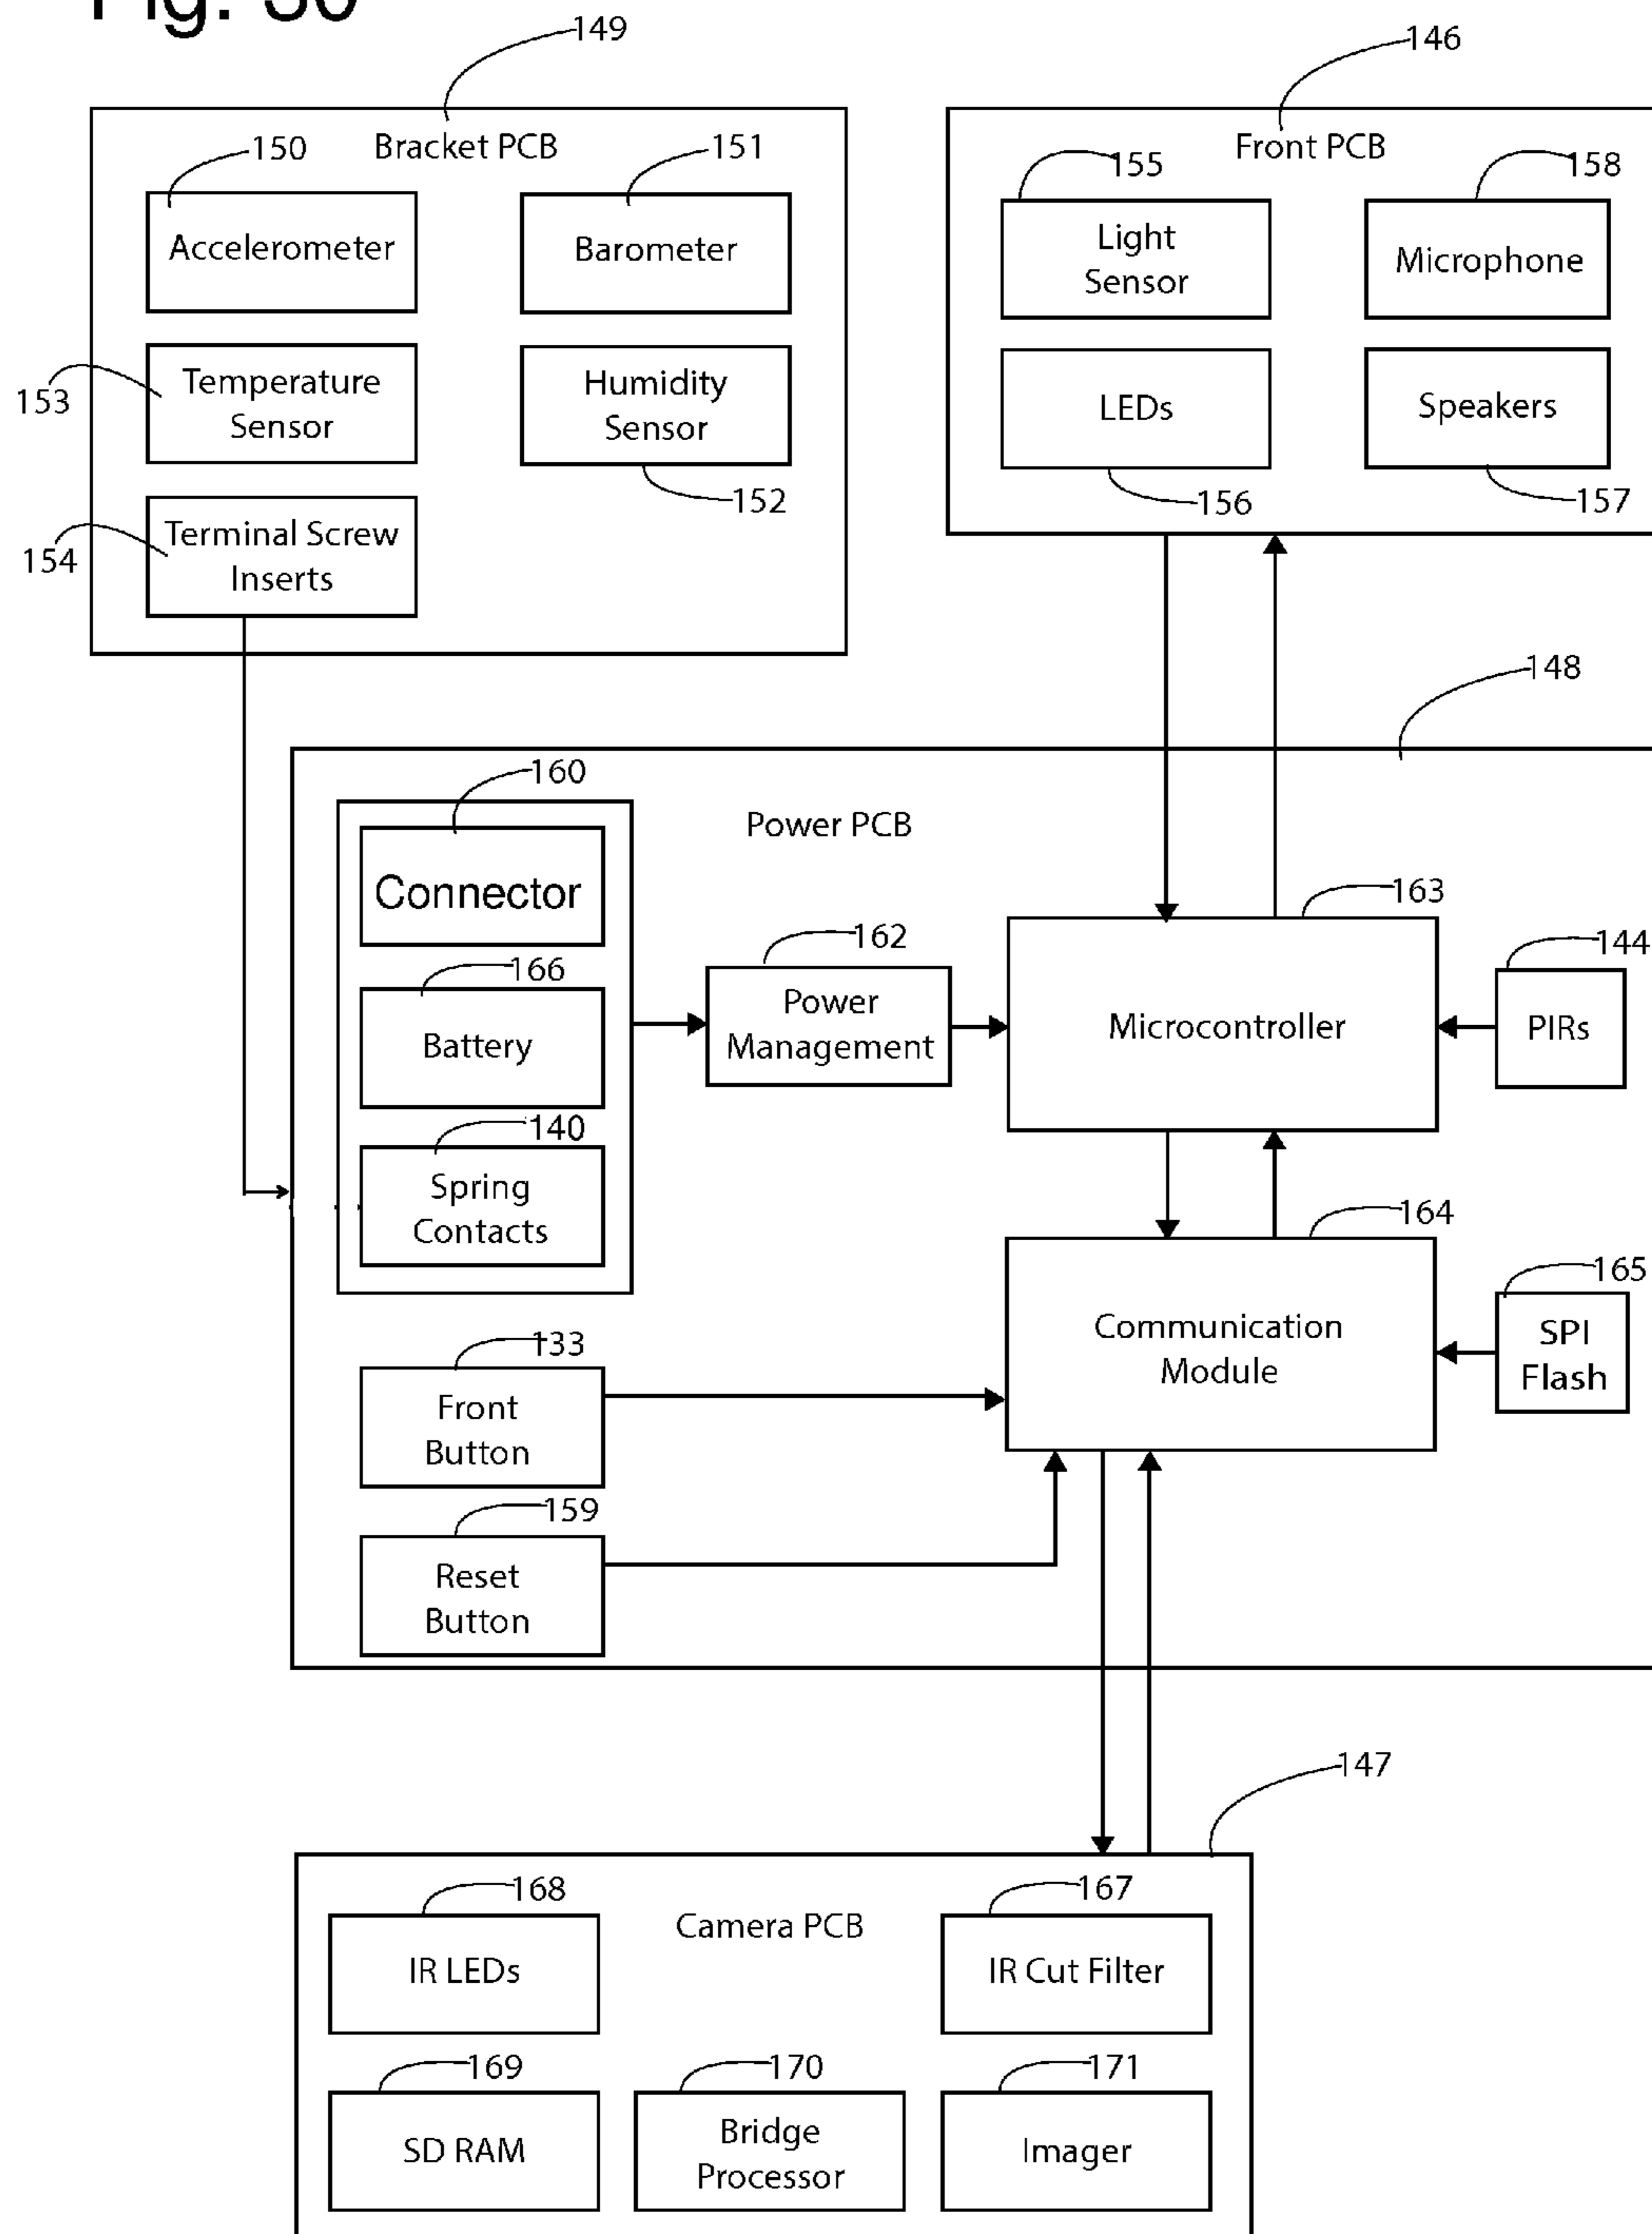 Fig. 30
149
146
Bracket PCB
Front PCB
150
151
155
158
Accelerometer
Barometer
Light
Sensor
Microphone
153
Temperature
Sensor
Humidity
Sensor
LEDs
Speakers
152
156
157
154
Terminal Screw
Inserts
148
160
Power PCB
Connector
163
162
144
166
Power
Management
Microcontroller
PIRs
Battery
140
Spring
Contacts
164
165
Communication
Module
SPI
Flash
133
Front
Button
159
Reset
Button
147
168
Camera PCB
167
IR LEDs
IR Cut Filter
169
170
171
SD RAM
Bridge
Processor
Imager